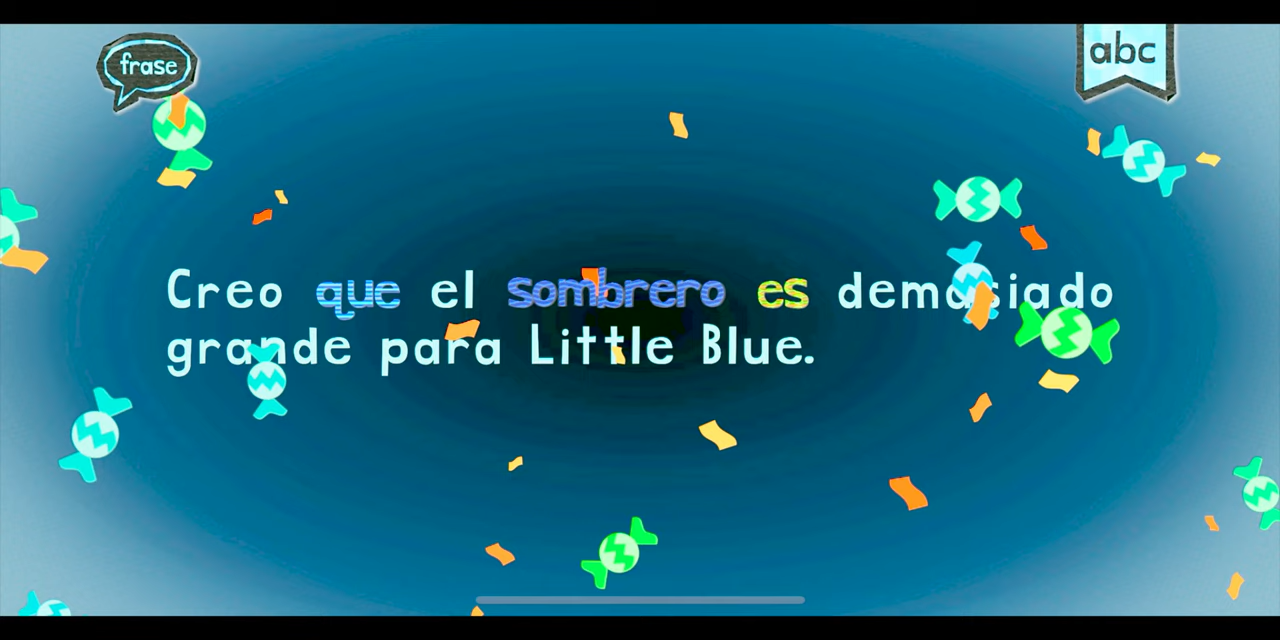 frase
abc
Creo que el sombrero es demasiado
grande para Little Blue.